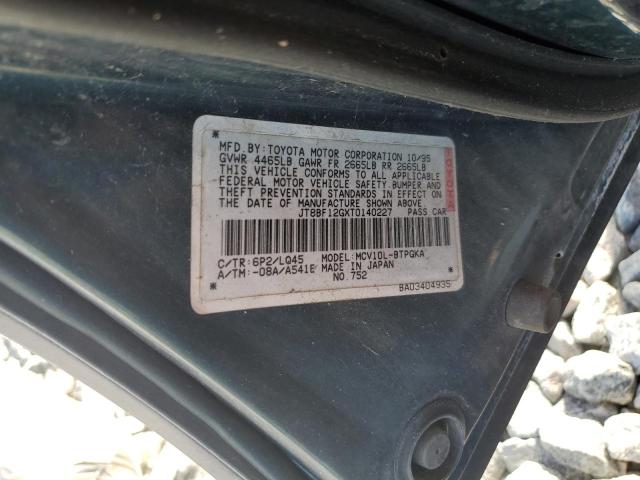 MFD. BY: TOYOTA MOTOR CORPORATION 10/95
GVWR 4465LB GAWR FR 2665LB RR 2665LB
THIS VEHICLE CONFORMS TO ALL APPLICABLE
FEDERAL MOTOR VEHICLE SAFETY, BUMPER AND
THEFT PREVENTION STANDARDS IN EFFECT ON
THE DATE OF MANUFACTURE SHOWN ABOVE.
JT8BF12GXT0140227 PASS CAR
C/TR: 6P2/LQ45 MODEL: MCV10L-BTPGKA
A/TM: -08A/A541E MADE IN JAPAN
NO. 752
BA03404935
TOYOTA